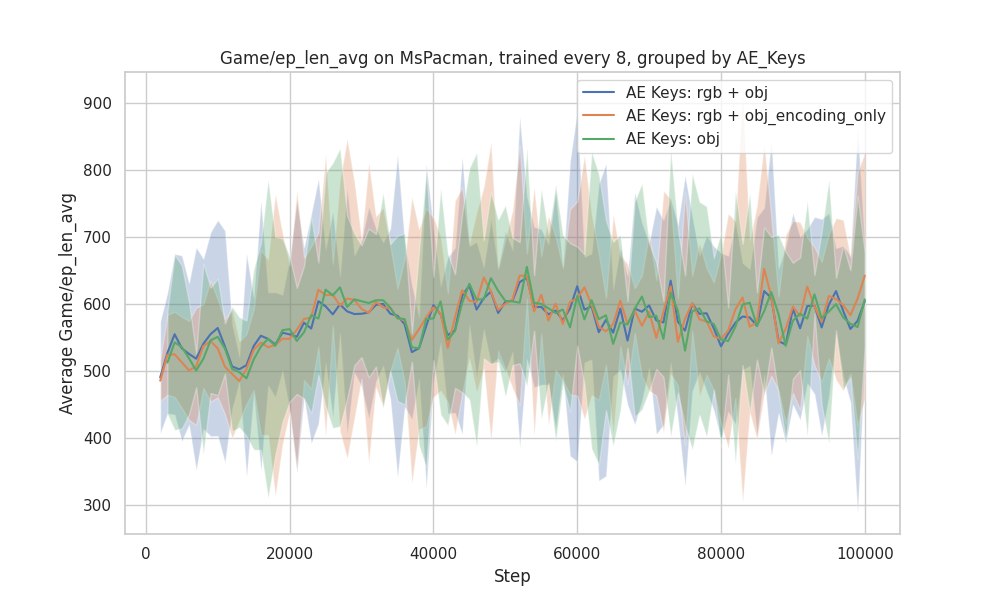 Game/ep_len_avg on MsPacman, trained every 8, grouped by AE_Keys
AE Keys: rgb + obj
AE Keys: rgb + obj_encoding_only
AE Keys: obj
Average Game/ep_len_avg
900
800
700
600
500
400
300
0
20000
40000
60000
80000
100000
Step